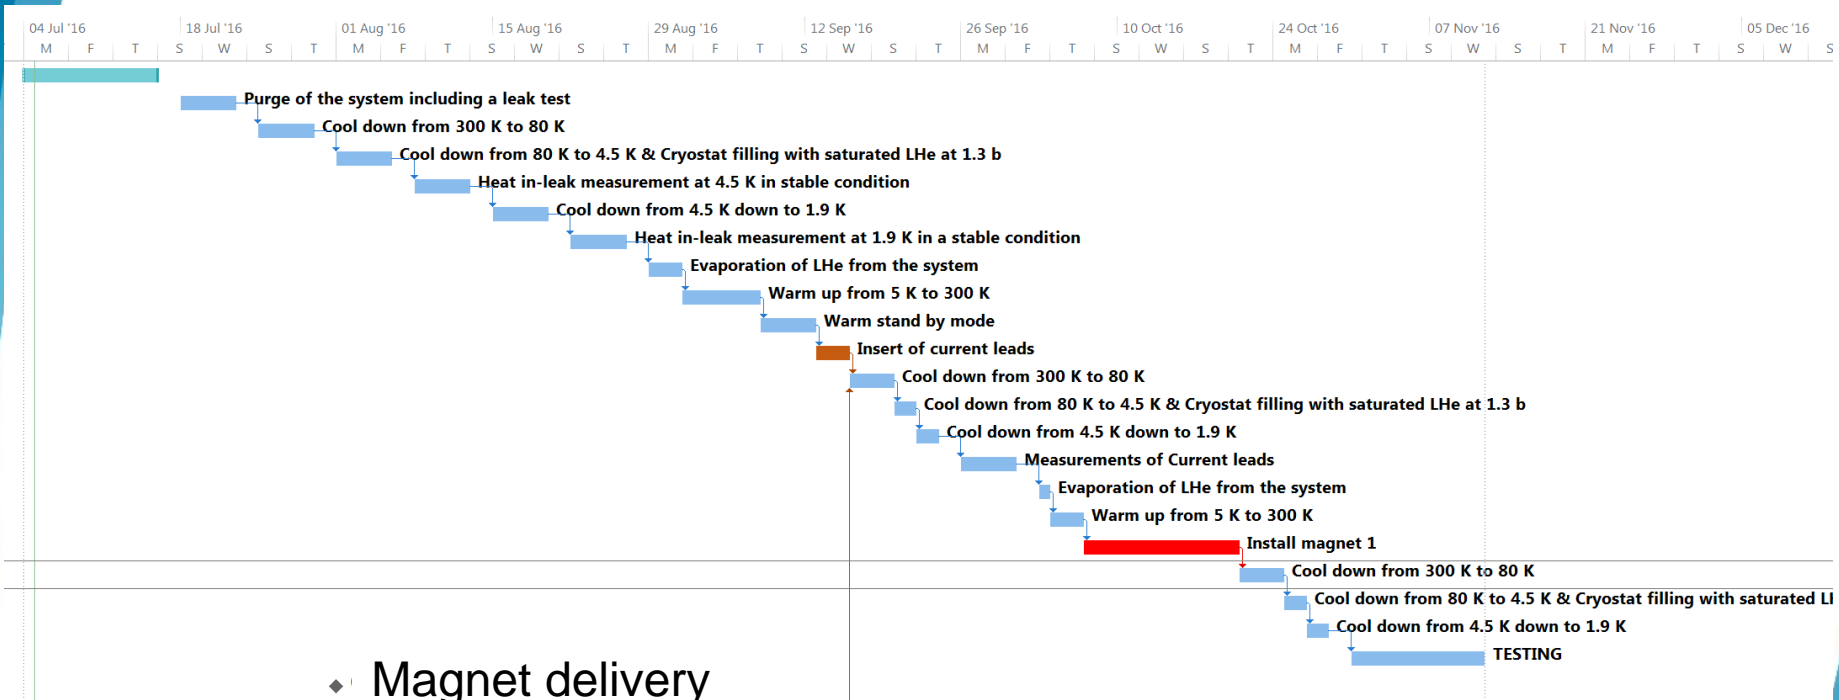 04 Jul '16 18 Jul '16 01 Aug '16 15 Aug '16 29 Aug '16 12 Sep '16 26 Sep '16 10 Oct '16 24 Oct '16 07 Nov '16 21 Nov '16 05 Dec '16
M F T S W S T M F T S W S T M F T S W S T M F T S W S T M F T S W S T M F T S W S
Purge of the system including a leak test
Cool down from 300 K to 80 K
Cool down from 80 K to 4.5 K & Cryostat filling with saturated LHe at 1.3 b
Heat in-leak measurement at 4.5 K in stable condition
Cool down from 4.5 K down to 1.9 K
Heat in-leak measurement at 1.9 K in a stable condition
Evaporation of LHe from the system
Warm up from 5 K to 300 K
Warm stand by mode
Insert of current leads
Cool down from 300 K to 80 K
Cool down from 80 K to 4.5 K & Cryostat filling with saturated LHe at 1.3 b
Cool down from 4.5 K down to 1.9 K
Measurements of Current leads
Evaporation of LHe from the system
Warm up from 5 K to 300 K
Install magnet 1
Cool down from 300 K to 80 K
Cool down from 80 K to 4.5 K & Cryostat filling with saturated
Cool down from 4.5 K down to 1.9 K
TESTING
Magnet delivery